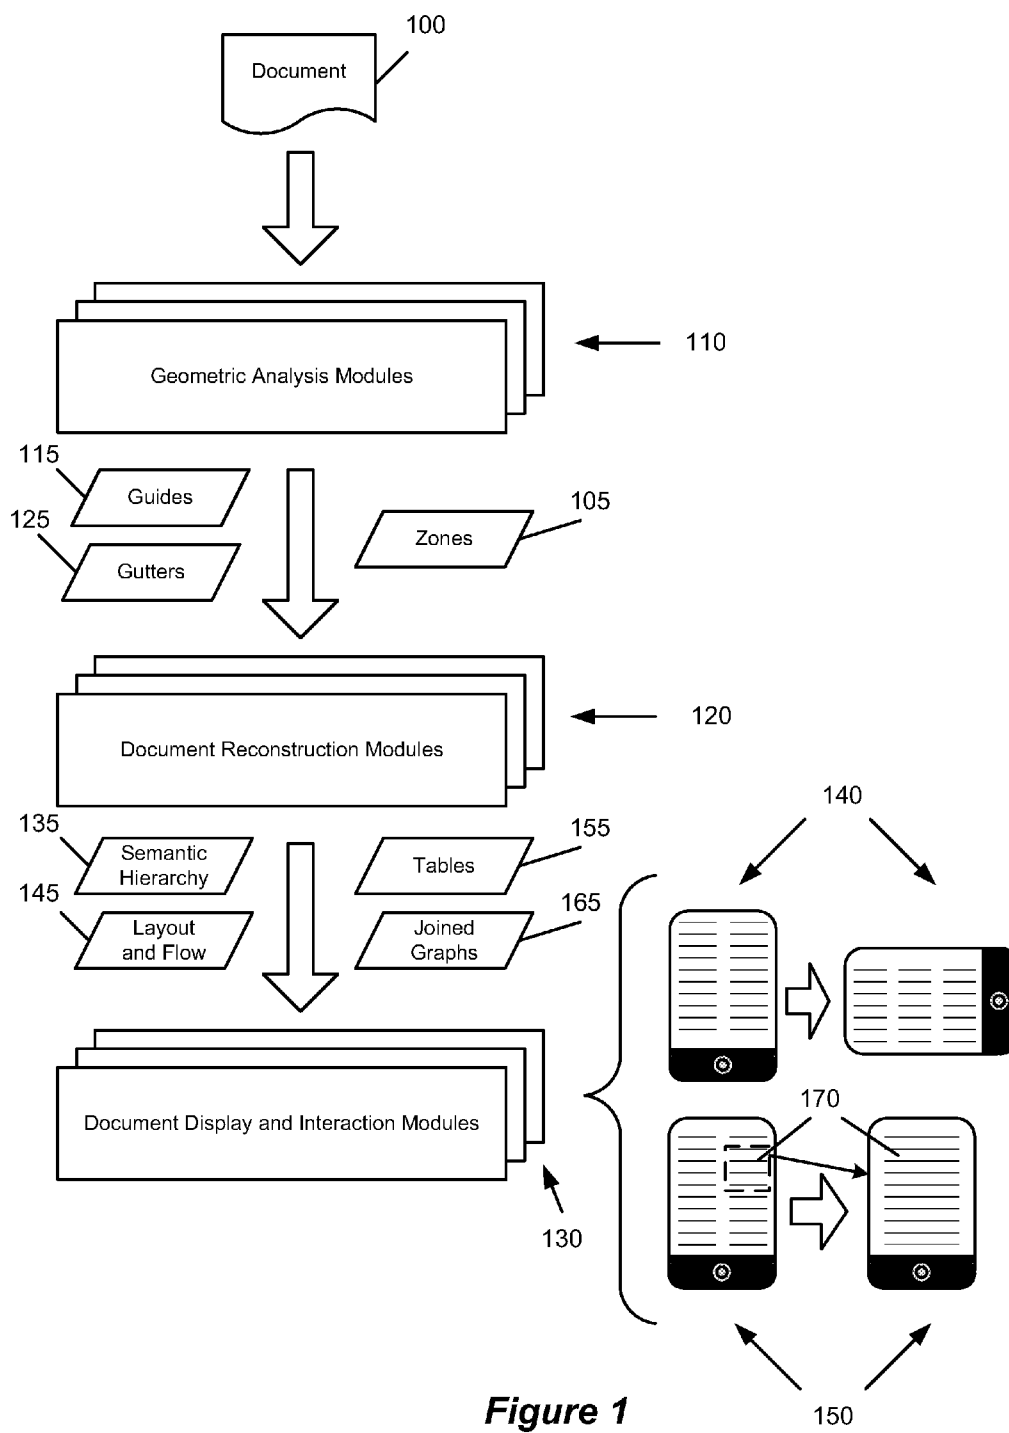 100
Document
110
Geometric Analysis Modules
115
Guides
105
Zones
125
Gutters
120
Document Reconstruction Modules
140
135
Semantic
Hierarchy
155
Tables
145
Layout
and Flow
165
Joined
Graphs
170
Document Display and Interaction Modules
130
150
Figure 1